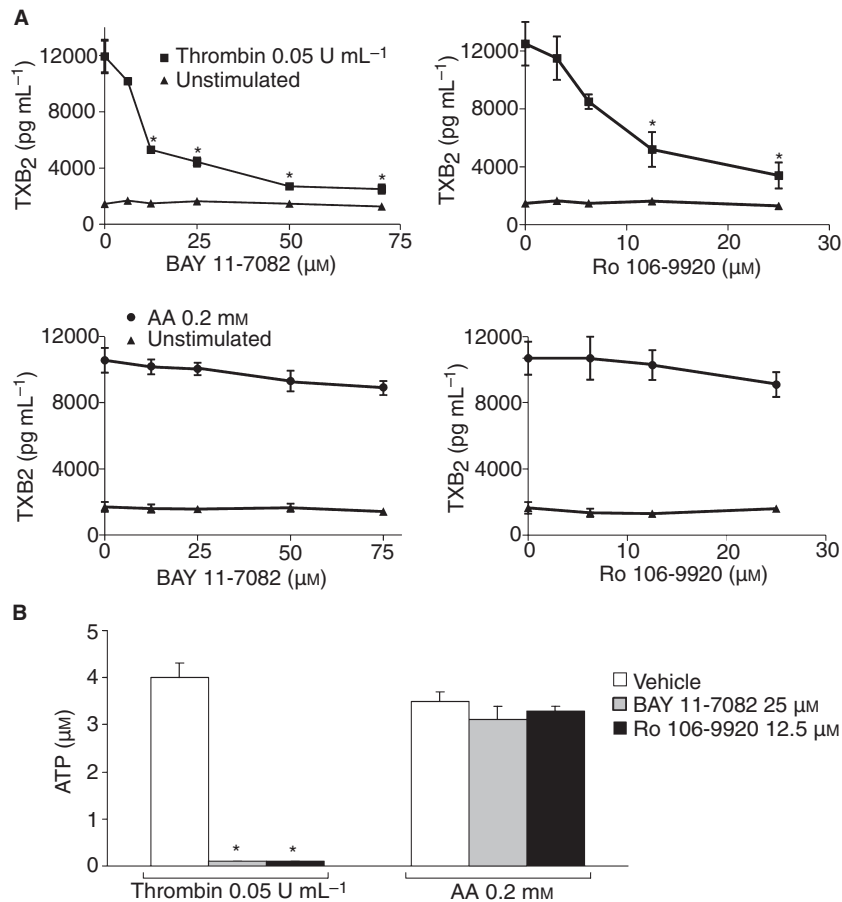 A
TXB₂ (pg mL⁻¹)
12000
8000
4000
0
■ Thrombin 0.05 U mL⁻¹
▲ Unstimulated
* * * *
0 25 50 75
BAY 11-7082 (µM)
TXB₂ (pg mL⁻¹)
12000
8000
4000
0
* *
0 10 20 30
Ro 106-9920 (µM)
TXB2 (pg mL⁻¹)
12000
8000
4000
0
● AA 0.2 mM
▲ Unstimulated
0 25 50 75
BAY 11-7082 (µM)
TXB₂ (pg mL⁻¹)
12000
8000
4000
0
0 10 20 30
Ro 106-9920 (µM)
B
ATP (µM)
5
4
3
2
1
0
* *
Thrombin 0.05 U mL⁻¹ AA 0.2 mM
Vehicle
BAY 11-7082 25 µM
Ro 106-9920 12.5 µM